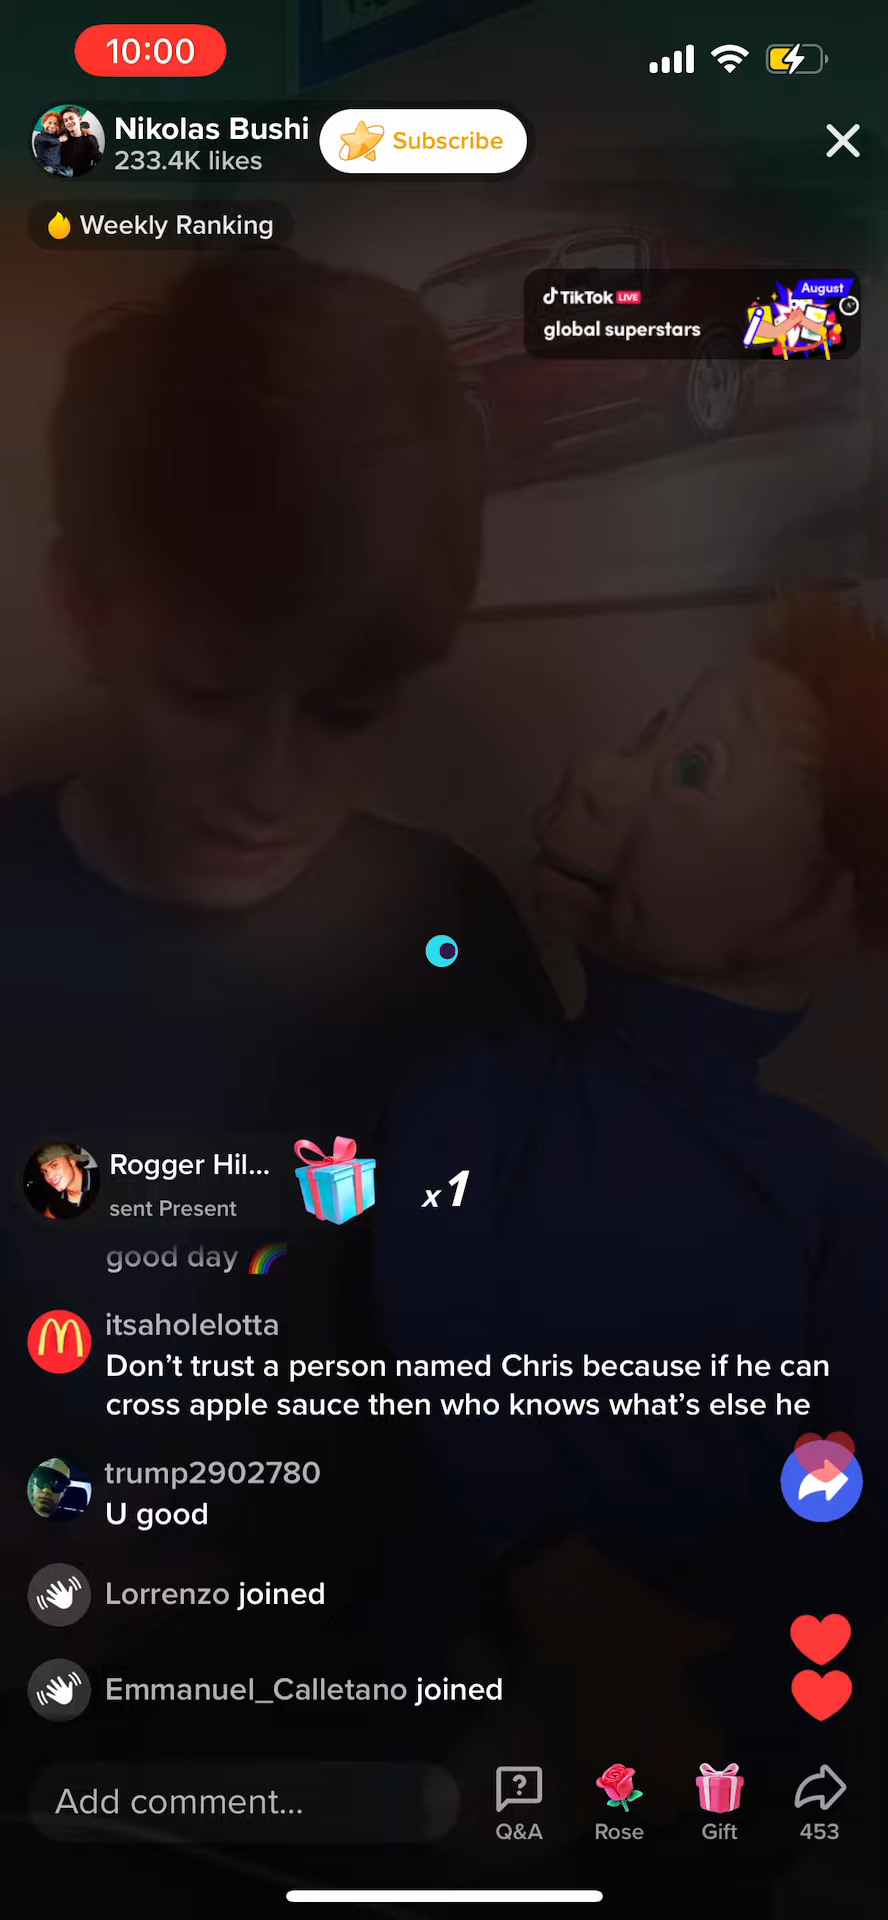 10:00
Nikolas Bushi
233.4K likes
Subscribe
Weekly Ranking
August
TikTok LIVE
global superstars
Rogger Hil...
sent Present
x1
good day 🌈
itsaholelotta
Don’t trust a person named Chris because if he can
cross apple sauce then who knows what’s else he
trump2902780
U good
Lorrenzo joined
Emmanuel_Calletano joined
Add comment...
Q&A
Rose
Gift
453